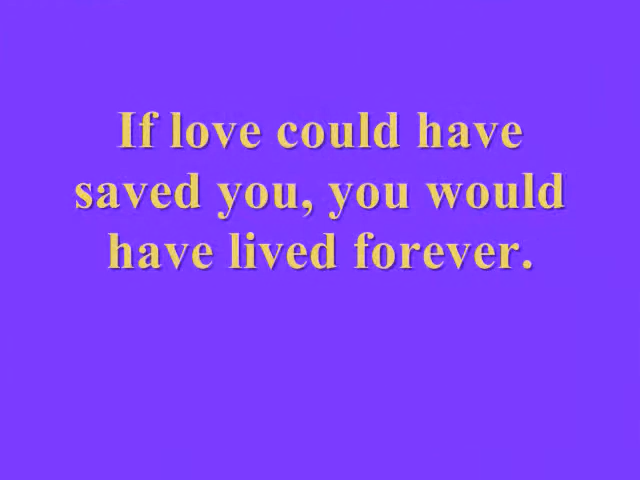 If love could have
saved you, you would
have lived forever.